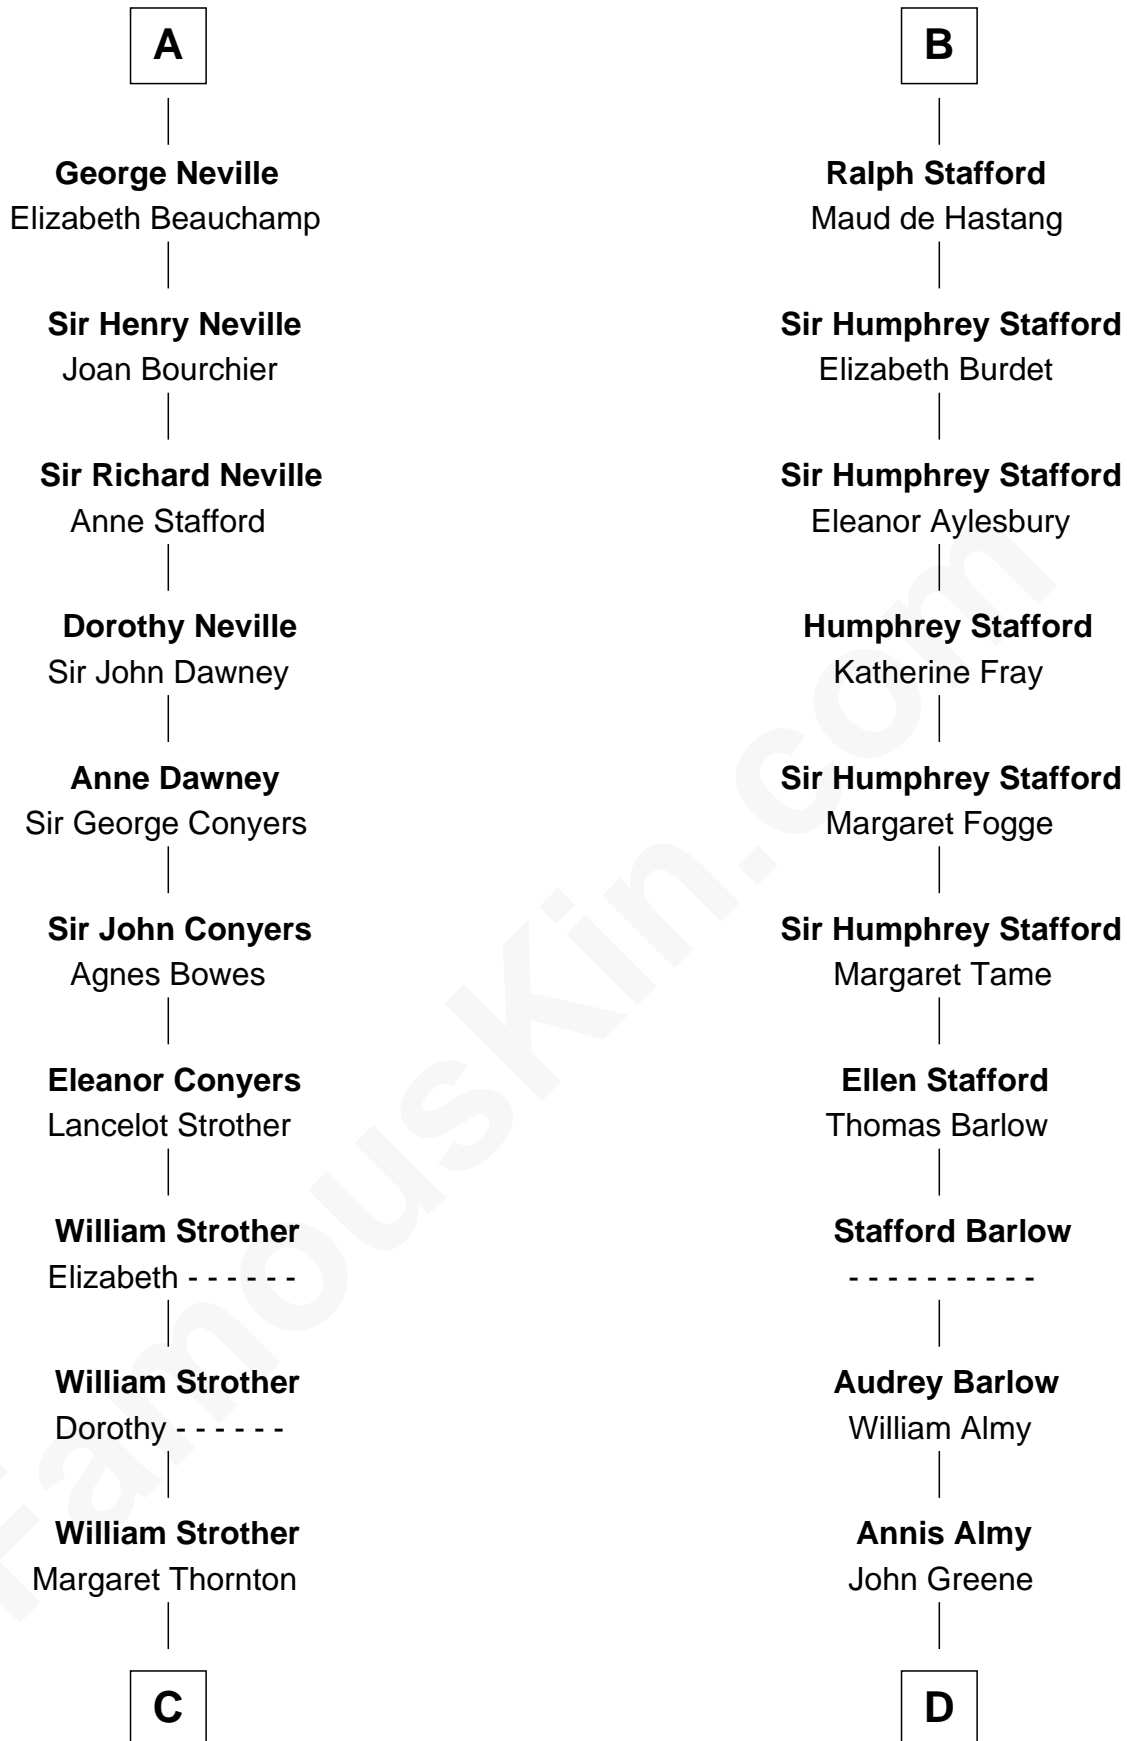 A
George Neville
Elizabeth Beauchamp
Sir Henry Neville
Joan Bourchier
Sir Richard Neville
Anne Stafford
Dorothy Neville
Sir John Dawney
Anne Dawney
Sir George Conyers
Sir John Conyers
Agnes Bowes
Eleanor Conyers
Lancelot Strother
William Strother
Elizabeth - - - - - -
William Strother
Dorothy - - - - - -
William Strother
Margaret Thornton
C
B
Ralph Stafford
Maud de Hastang
Sir Humphrey Stafford
Elizabeth Burdet
Sir Humphrey Stafford
Eleanor Aylesbury
Humphrey Stafford
Katherine Fray
Sir Humphrey Stafford
Margaret Fogge
Sir Humphrey Stafford
Margaret Tame
Ellen Stafford
Thomas Barlow
Stafford Barlow
- - - - - - - - - -
Audrey Barlow
William Almy
Annis Almy
John Greene
D
FamousKin.com